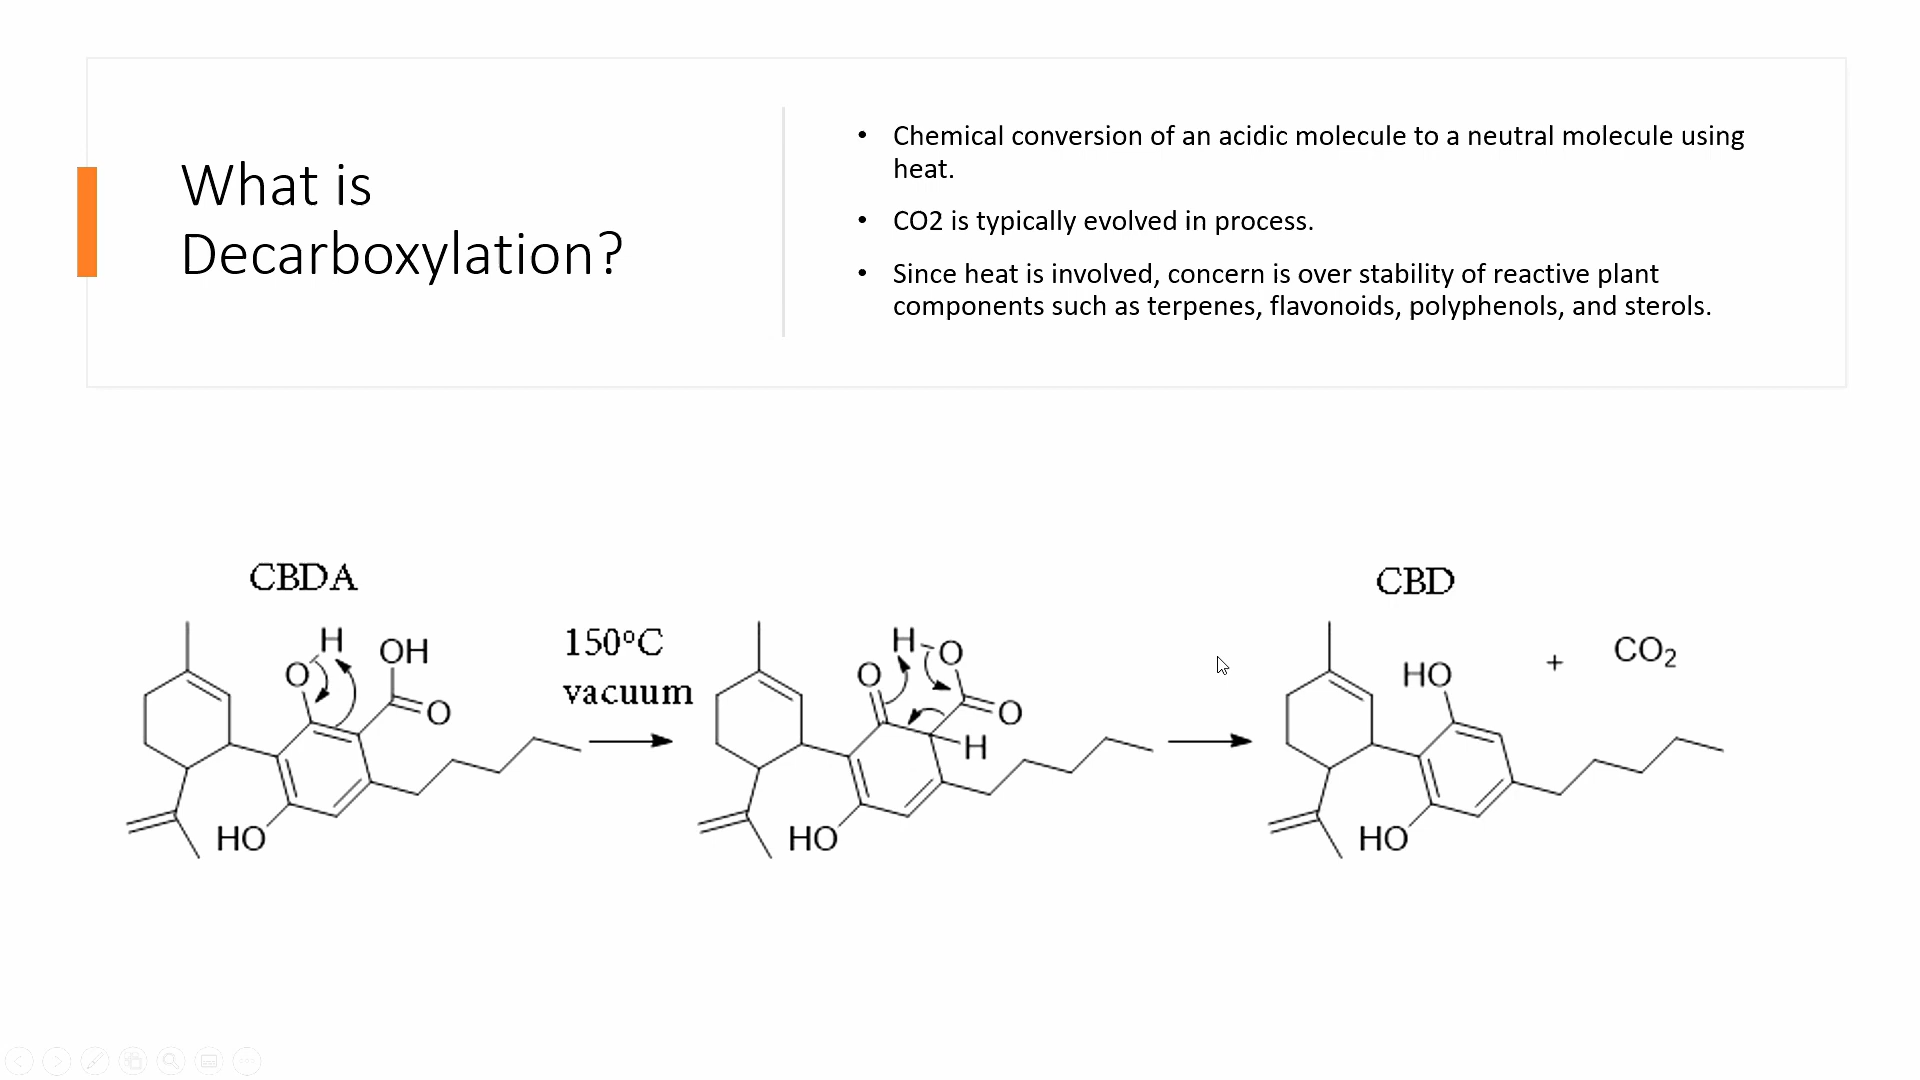 What is
Decarboxylation?
• Chemical conversion of an acidic molecule to a neutral molecule using
heat.
• CO2 is typically evolved in process.
• Since heat is involved, concern is over stability of reactive plant
components such as terpenes, flavonoids, polyphenols, and sterols.
CBDA
H
OH
O
O
HO
150°C
vacuum
H
O
O
O
H
HO
CBD
HO
HO
+
CO₂